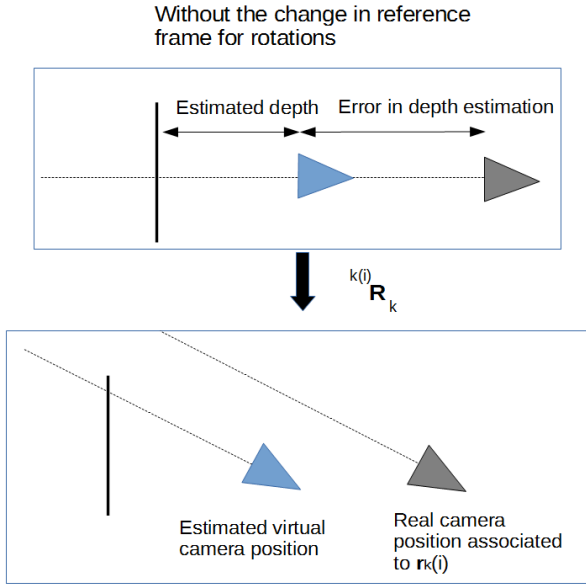 Without the change in reference
frame for rotations
Estimated depth
Error in depth estimation
k(i)
R k
Estimated virtual
camera position
Real camera
position associated
to rk(i)